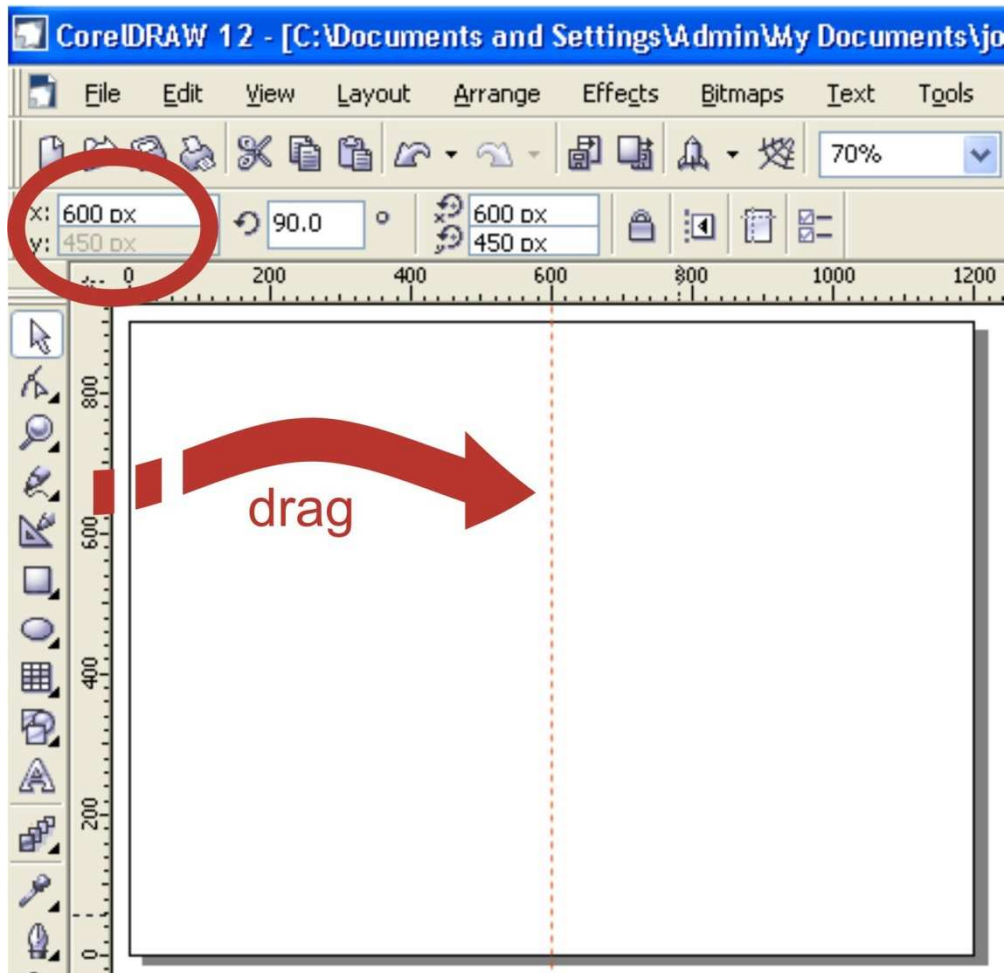 CorelDRAW 12 - [C:\Documents and Settings\Admin\My Documents\jo
File Edit View Layout Arrange Effects Bitmaps Text Tools
70%
x: 600 px
y: 450 px
90.0 °
x 600 px
y 450 px
0 200 400 600 800 1000 1200
800
600
400
200
0
drag